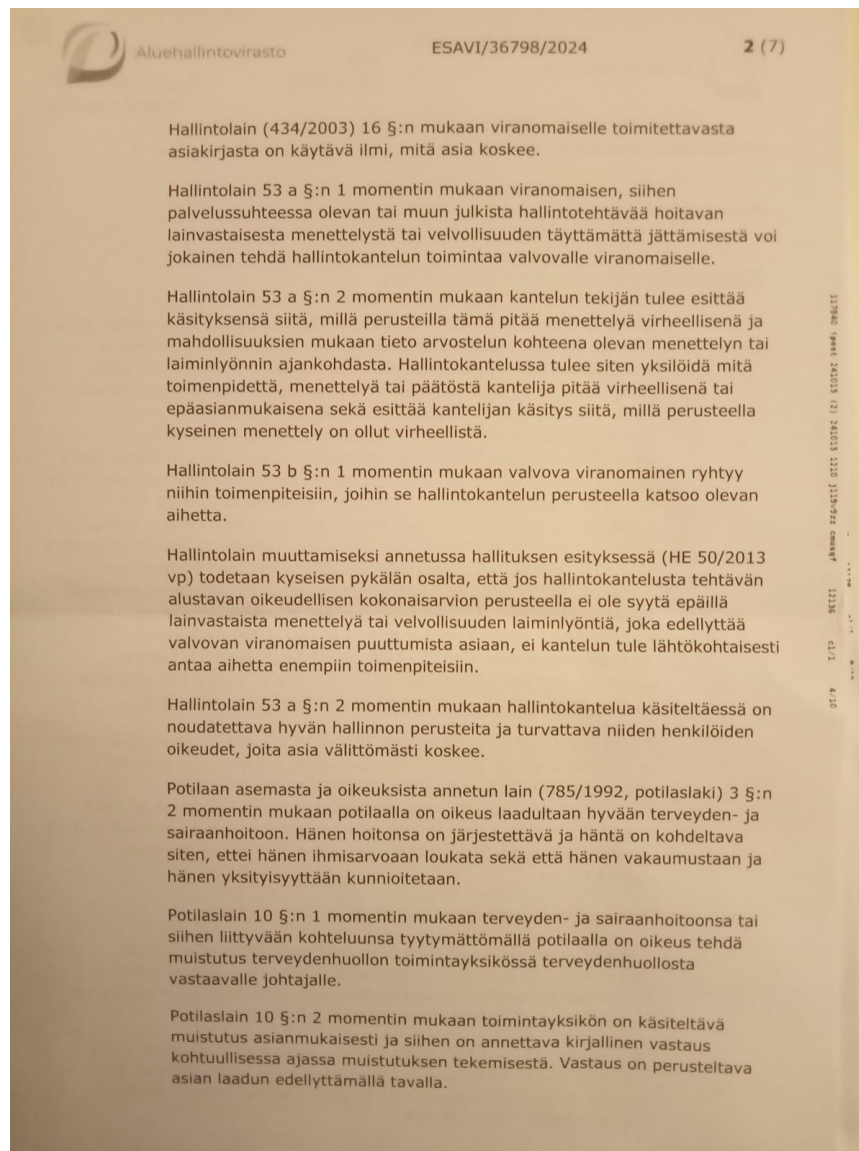 Aluehallintovirasto
ESAVI/36798/2024
2 (7)
Hallintolain (434/2003) 16 §:n mukaan viranomaiselle toimitettavasta
asiakirjasta on käytävä ilmi, mitä asia koskee.
Hallintolain 53 a §:n 1 momentin mukaan viranomaisen, siihen
palvelussuhteessa olevan tai muun julkista hallintotehtävää hoitavan
lainvastaisesta menettelystä tai velvollisuuden täyttämättä jättämisestä voi
jokainen tehdä hallintokantelun toimintaa valvovalle viranomaiselle.
Hallintolain 53 a §:n 2 momentin mukaan kantelun tekijän tulee esittää
käsityksensä siitä, millä perusteilla tämä pitää menettelyä virheellisenä ja
mahdollisuuksien mukaan tieto arvostelun kohteena olevan menettelyn tai
laiminlyönnin ajankohdasta. Hallintokantelussa tulee siten yksilöidä mitä
toimenpidettä, menettelyä tai päätöstä kantelija pitää virheellisenä tai
epäasianmukaisena sekä esittää kantelijan käsitys siitä, millä perusteella
kyseinen menettely on ollut virheellistä.
Hallintolain 53 b §:n 1 momentin mukaan valvova viranomainen ryhtyy
niihin toimenpiteisiin, joihin se hallintokantelun perusteella katsoo olevan
aihetta.
Hallintolain muuttamiseksi annetussa hallituksen esityksessä (HE 50/2013
vp) todetaan kyseisen pykälän osalta, että jos hallintokantelusta tehtävän
alustavan oikeudellisen kokonaisarvion perusteella ei ole syytä epäillä
lainvastaista menettelyä tai velvollisuuden laiminlyöntiä, joka edellyttää
valvovan viranomaisen puuttumista asiaan, ei kantelun tule lähtökohtaisesti
antaa aihetta enempiin toimenpiteisiin.
Hallintolain 53 a §:n 2 momentin mukaan hallintokantelua käsiteltäessä on
noudatettava hyvän hallinnon perusteita ja turvattava niiden henkilöiden
oikeudet, joita asia välittömästi koskee.
Potilaan asemasta ja oikeuksista annetun lain (785/1992, potilaslaki) 3 §:n
2 momentin mukaan potilaalla on oikeus laadultaan hyvään terveyden- ja
sairaanhoitoon. Hänen hoitonsa on järjestettävä ja häntä on kohdeltava
siten, ettei hänen ihmisarvoaan loukata sekä että hänen vakaumustaan ja
hänen yksityisyyttään kunnioitetaan.
Potilaslain 10 §:n 1 momentin mukaan terveyden- ja sairaanhoitoonsa tai
siihen liittyvään kohteluunsa tyytymättömällä potilaalla on oikeus tehdä
muistutus terveydenhuollon toimintayksikössä terveydenhuollosta
vastaavalle johtajalle.
Potilaslain 10 §:n 2 momentin mukaan toimintayksikön on käsiteltävä
muistutus asianmukaisesti ja siihen on annettava kirjallinen vastaus
kohtuullisessa ajassa muistutuksen tekemisestä. Vastaus on perusteltava
asian laadun edellyttämällä tavalla.
241015 (2) 241015 1210 12136 c1/1 4/10